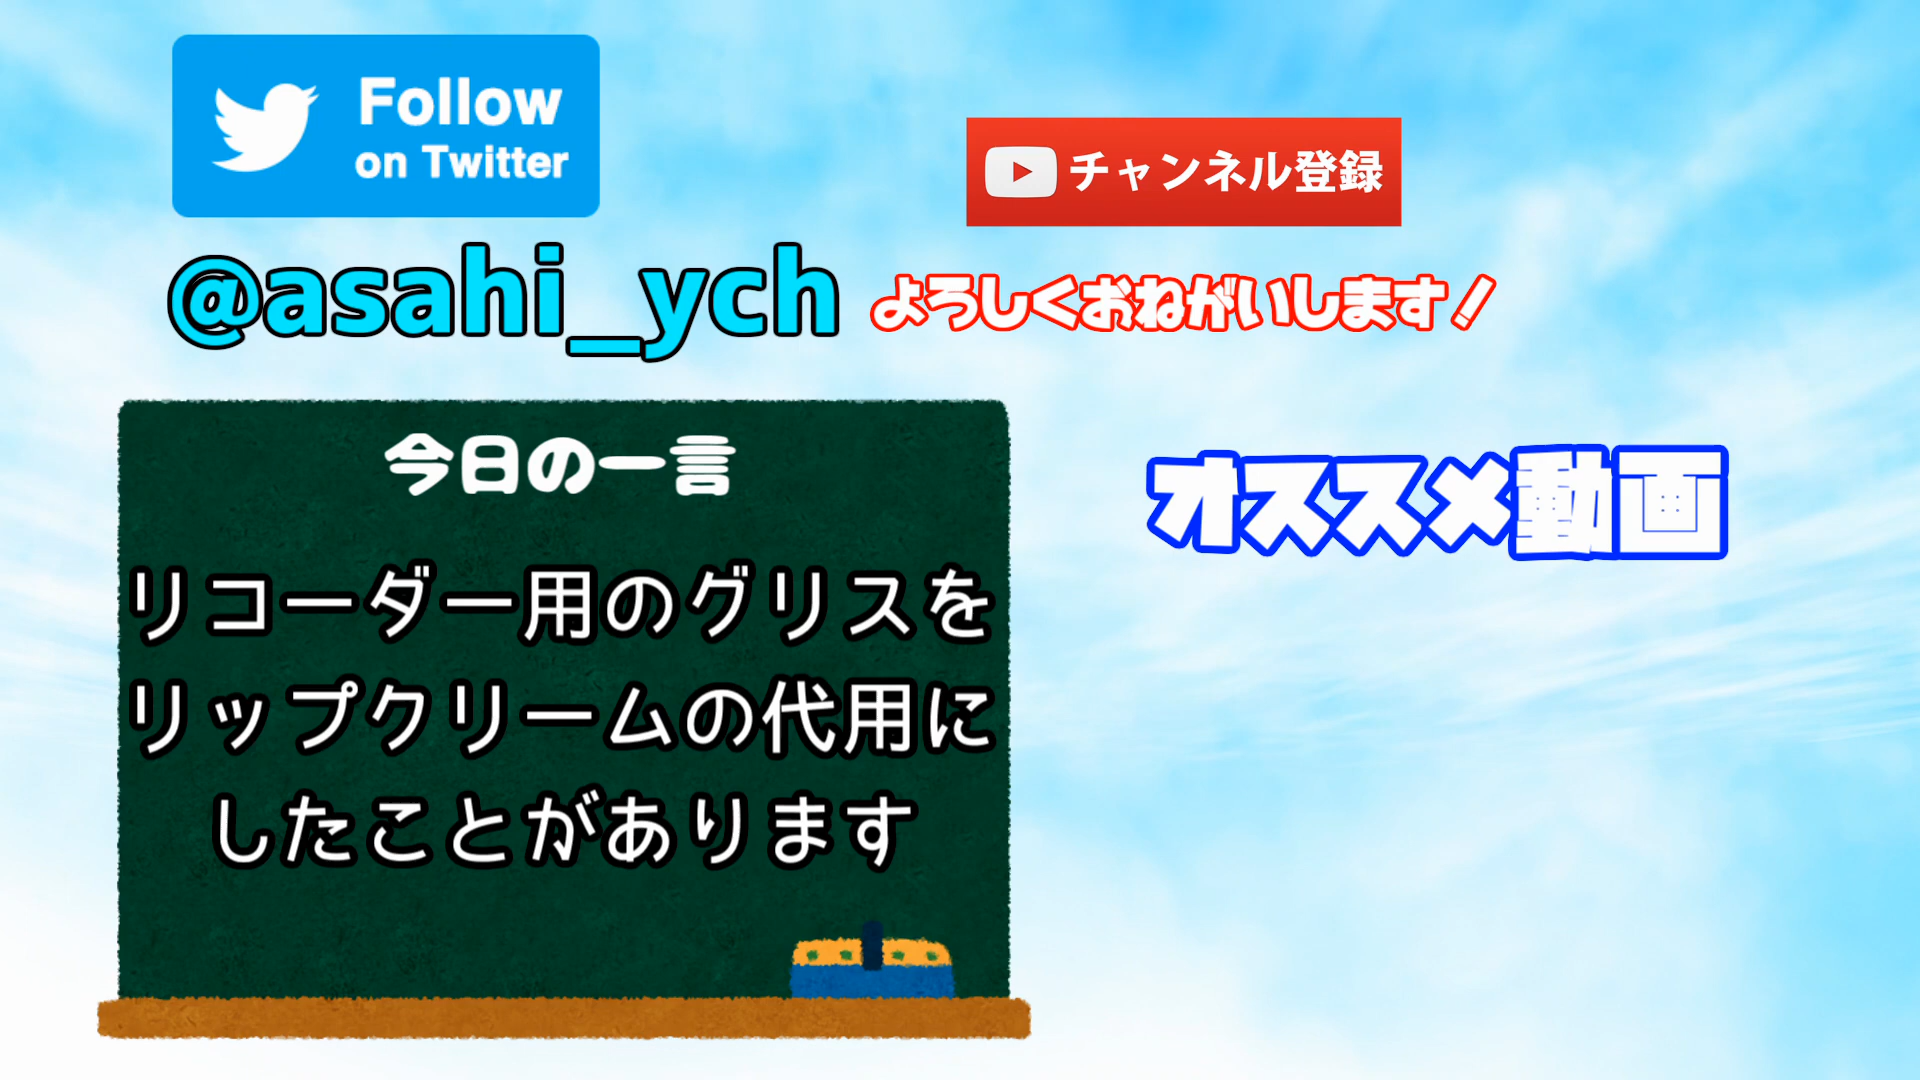 Follow
on Twitter
@asahi_ych
チャンネル登録
よろしくおねがいします!
今日の一言
リコーダー用のグリスを
リップクリームの代用に
したことがあります
オススメ動画